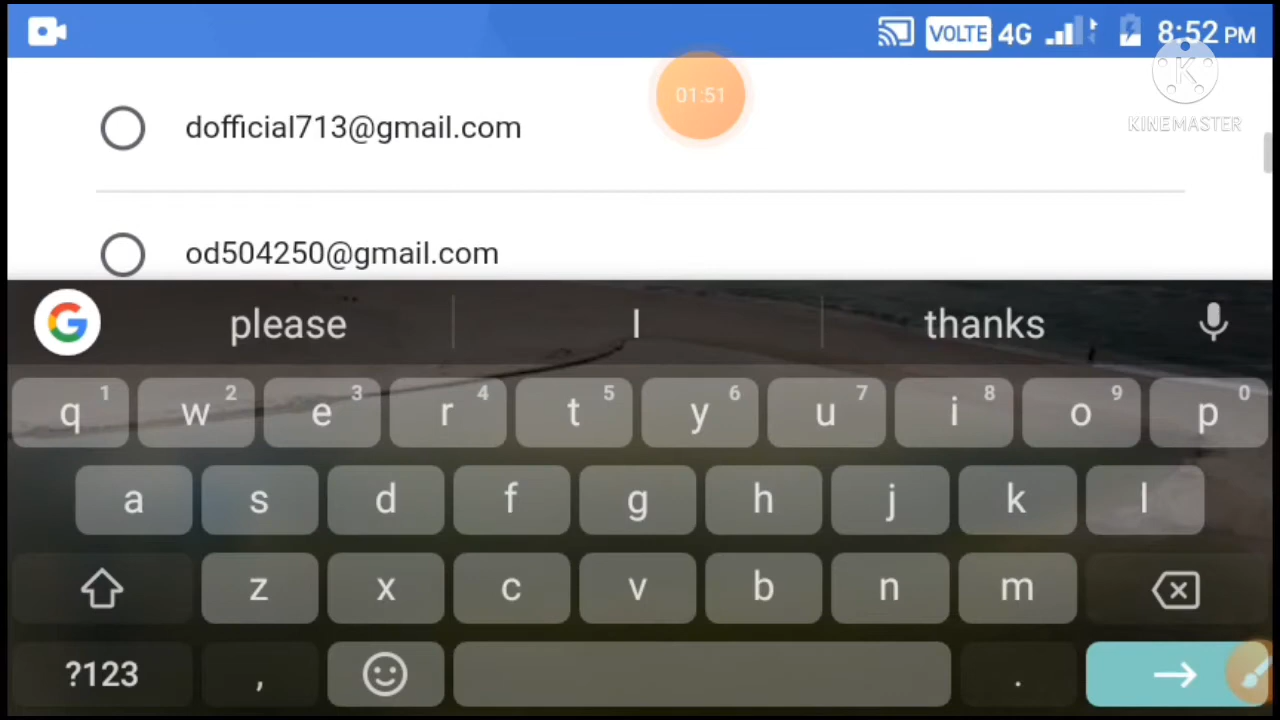 VOLTE 4G 8:52 PM
01:51
K
KINEMASTER
dofficial713@gmail.com
od504250@gmail.com
G please I thanks
q 1 w 2 e 3 r 4 t 5 y 6 u 7 i 8 o 9 p 0
a s d f g h j k l
z x c v b n m
?123 , .